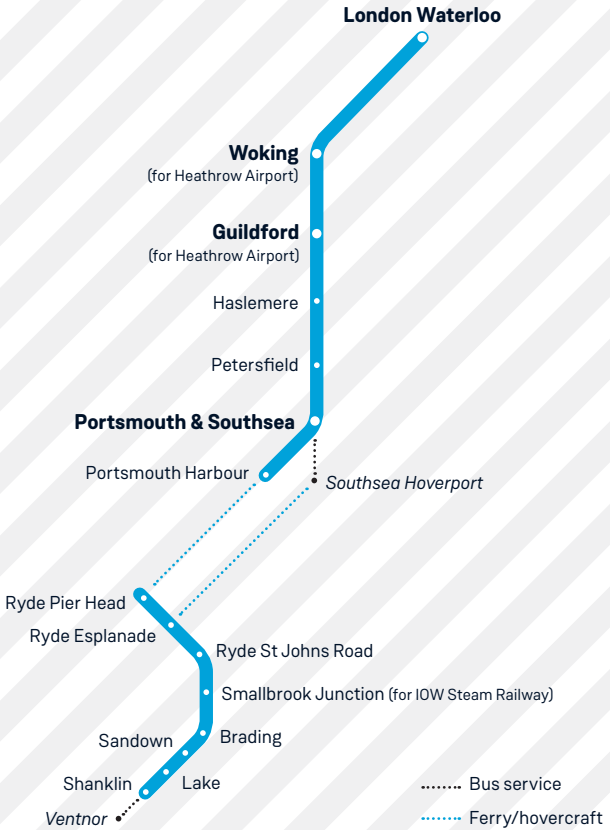 London Waterloo
Woking
(for Heathrow Airport)
Guildford
(for Heathrow Airport)
Haslemere
Petersfield
Portsmouth & Southsea
Portsmouth Harbour
Southsea Hoverport
Ryde Pier Head
Ryde Esplanade
Ryde St Johns Road
Smallbrook Junction (for IOW Steam Railway)
Brading
Sandown
Lake
Shanklin
Ventnor
Bus service
Ferry/hovercraft